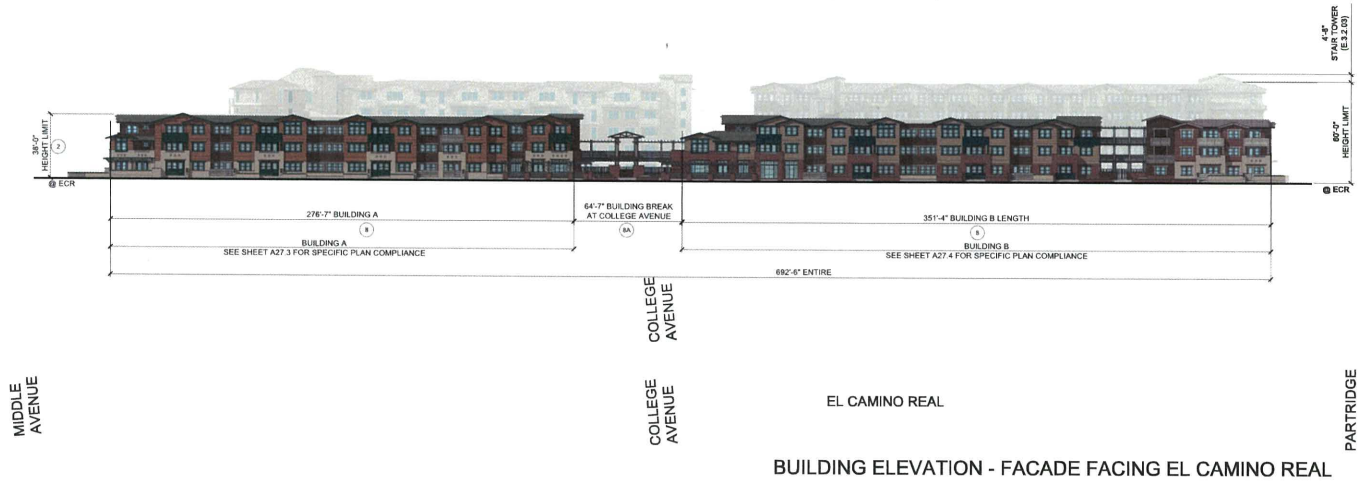 4'-8"
STAIR TOWER
(E.3.2.03)
38'-0"
HEIGHT LIMIT
2
60'-0"
HEIGHT LIMIT
@ ECR
@ ECR
276'-7" BUILDING A
8
64'-7" BUILDING BREAK
AT COLLEGE AVENUE
8A
351'-4" BUILDING B LENGTH
8
BUILDING A
SEE SHEET A27.3 FOR SPECIFIC PLAN COMPLIANCE
BUILDING B
SEE SHEET A27.4 FOR SPECIFIC PLAN COMPLIANCE
692'-6" ENTIRE
COLLEGE
AVENUE
MIDDLE
AVENUE
COLLEGE
AVENUE
EL CAMINO REAL
PARTRIDGE
BUILDING ELEVATION - FACADE FACING EL CAMINO REAL